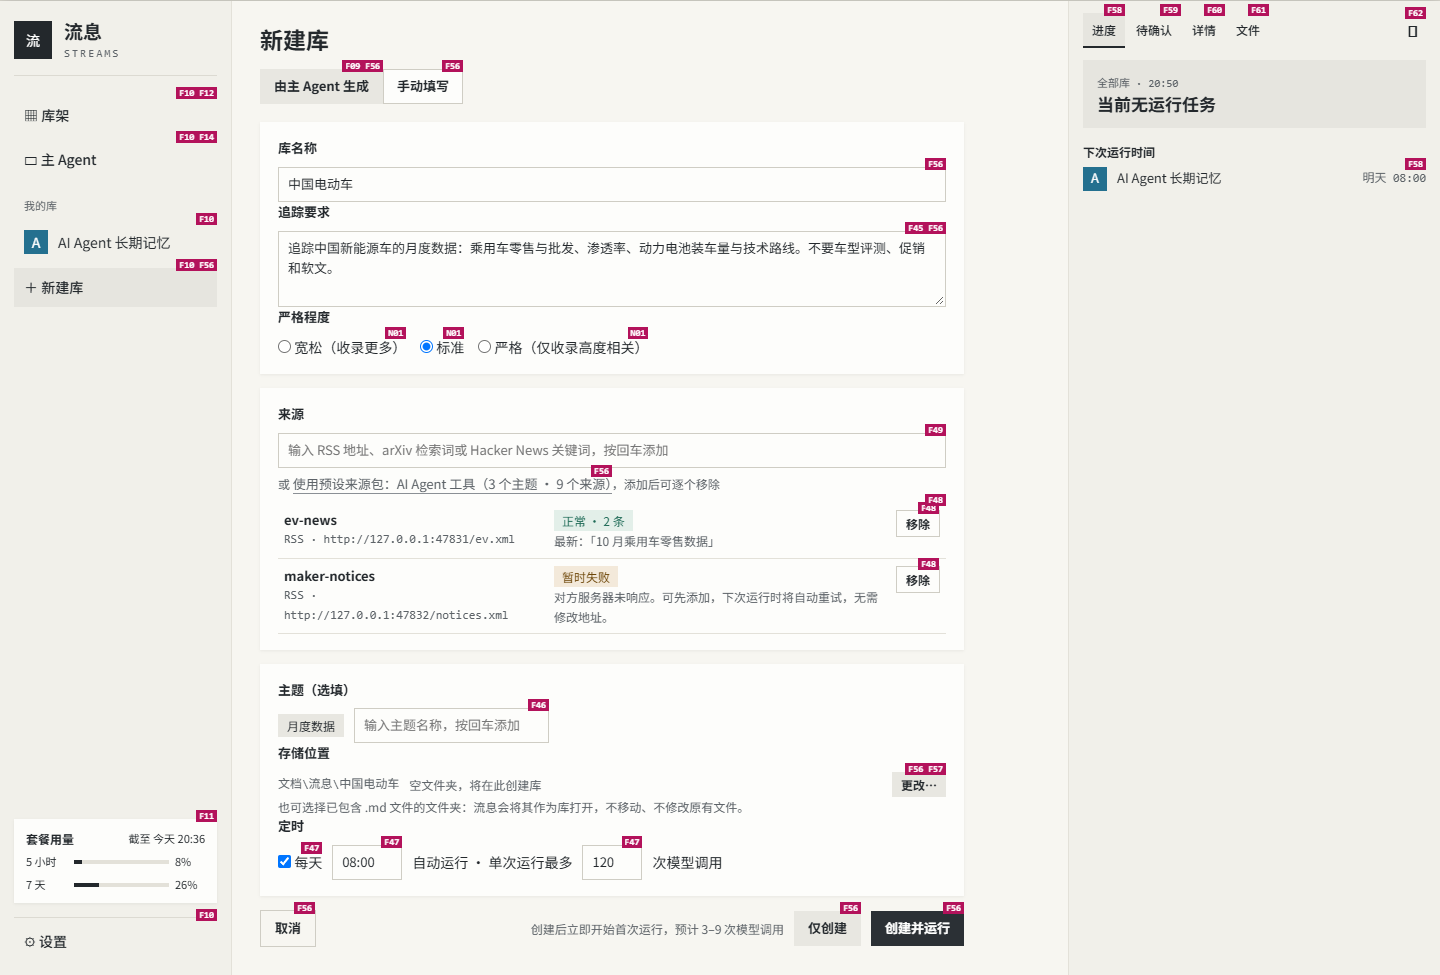 流
流息
STREAMS
F10 F12
▦ 库架
F10 F14
▭ 主 Agent
我的库
F10
A AI Agent 长期记忆
F10 F56
＋ 新建库
F11
套餐用量 截至 今天 20:36
5 小时 8%
7 天 26%
F10
⚙ 设置
新建库
F09 F56 F56
由主 Agent 生成 手动填写
库名称
F56
中国电动车
追踪要求
F45 F56
追踪中国新能源车的月度数据：乘用车零售与批发、渗透率、动力电池装车量与技术路线。不要车型评测、促销
和软文。
严格程度
N01 N01 N01
宽松（收录更多） 标准 严格（仅收录高度相关）
来源
F49
输入 RSS 地址、arXiv 检索词或 Hacker News 关键词，按回车添加
F56
或 使用预设来源包：AI Agent 工具（3 个主题 · 9 个来源），添加后可逐个移除
F48
F48
ev-news 正常 · 2 条 移除
RSS · http://127.0.0.1:47831/ev.xml 最新：「10 月乘用车零售数据」
F48
maker-notices 暂时失败 移除
RSS · 对方服务器未响应。可先添加，下次运行时将自动重试，无需
http://127.0.0.1:47832/notices.xml 修改地址。
主题（选填）
F46
月度数据 输入主题名称，按回车添加
存储位置
F56 F57
文档\流息\中国电动车 空文件夹，将在此创建库 更改…
也可选择已包含 .md 文件的文件夹：流息会将其作为库打开，不移动、不修改原有文件。
定时
F47 F47 F47
每天 08:00 自动运行 · 单次运行最多 120 次模型调用
F56 F56 F56
取消 创建后立即开始首次运行，预计 3–9 次模型调用 仅创建 创建并运行
F58 F59 F60 F61 F62
进度 待确认 详情 文件
全部库 · 20:50
当前无运行任务
下次运行时间
F58
A AI Agent 长期记忆 明天 08:00